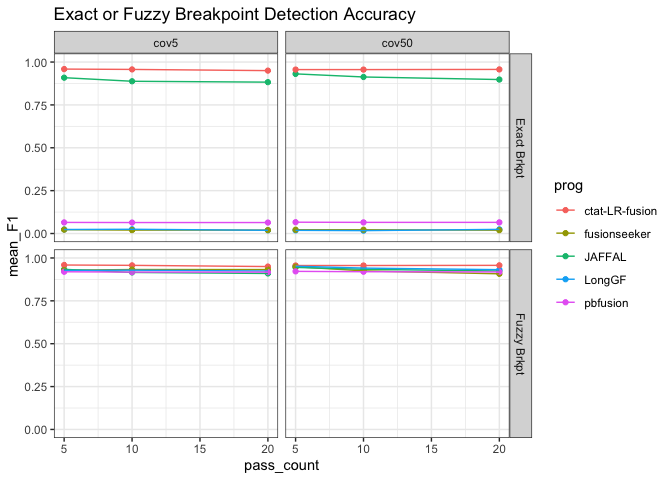 Exact or Fuzzy Breakpoint Detection Accuracy
cov5
cov50
mean_F1
1.00
0.75
0.50
0.25
0.00
Exact Brkpt
1.00
0.75
0.50
0.25
0.00
Fuzzy Brkpt
5
10
15
20
5
10
15
20
pass_count
prog
ctat-LR-fusion
fusionseeker
JAFFAL
LongGF
pbfusion